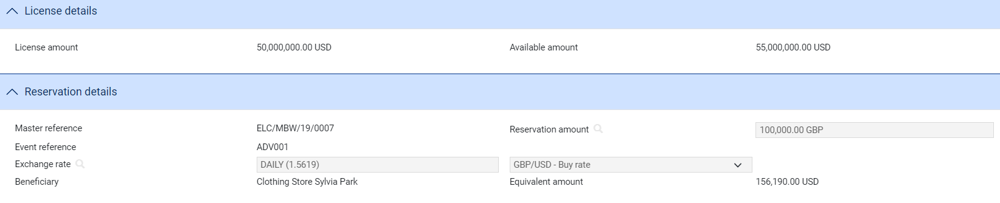 License details
License amount 50,000,000.00 USD Available amount 55,000,000.00 USD
Reservation details
Master reference ELC/MBW/19/0007 Reservation amount 100,000.00 GBP
Event reference ADV001
Exchange rate DAILY (1.5619) GBP/USD - Buy rate
Beneficiary Clothing Store Sylvia Park Equivalent amount 156,190.00 USD